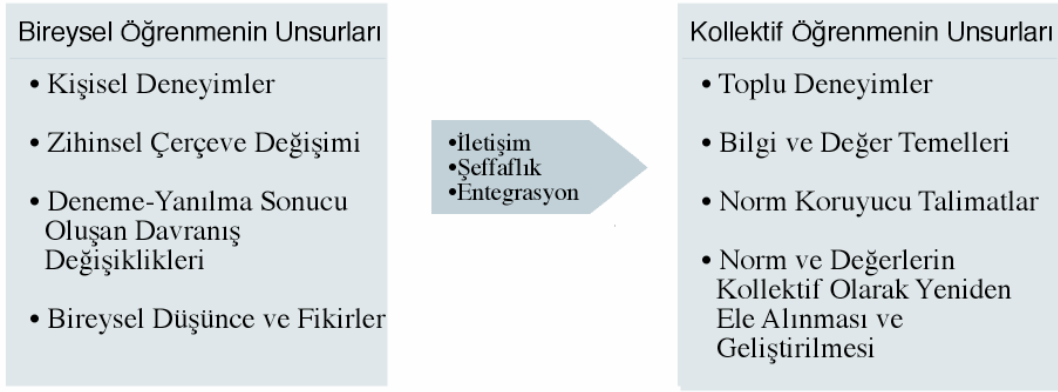 Bireysel Öğrenmenin Unsurları
• Kişisel Deneyimler
• Zihinsel Çerçeve Değişimi
• Deneme-Yanılma Sonucu
Oluşan Davranış
Değişiklikleri
• Bireysel Düşünce ve Fikirler
•İletişim
•Şeffaflık
•Entegrasyon
Kollektif Öğrenmenin Unsurları
• Toplu Deneyimler
• Bilgi ve Değer Temelleri
• Norm Koruyucu Talimatlar
• Norm ve Değerlerin
Kollektif Olarak Yeniden
Ele Alınması ve
Geliştirilmesi